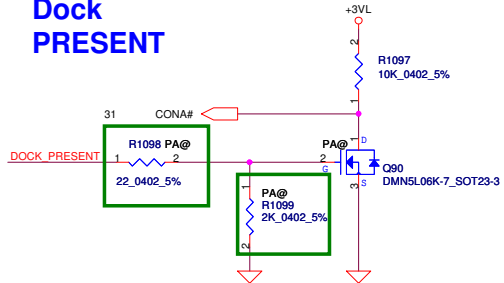 Dock
PRESENT
+3VL
2
R1097
10K_0402_5%
1
31
CONA#
R1098 PA@
DOCK_PRESENT
1
2
22_0402_5%
PA@
2
G
1
D
S
3
Q90
DMN5L06K-7_SOT23-3
1
PA@
R1099
2K_0402_5%
2